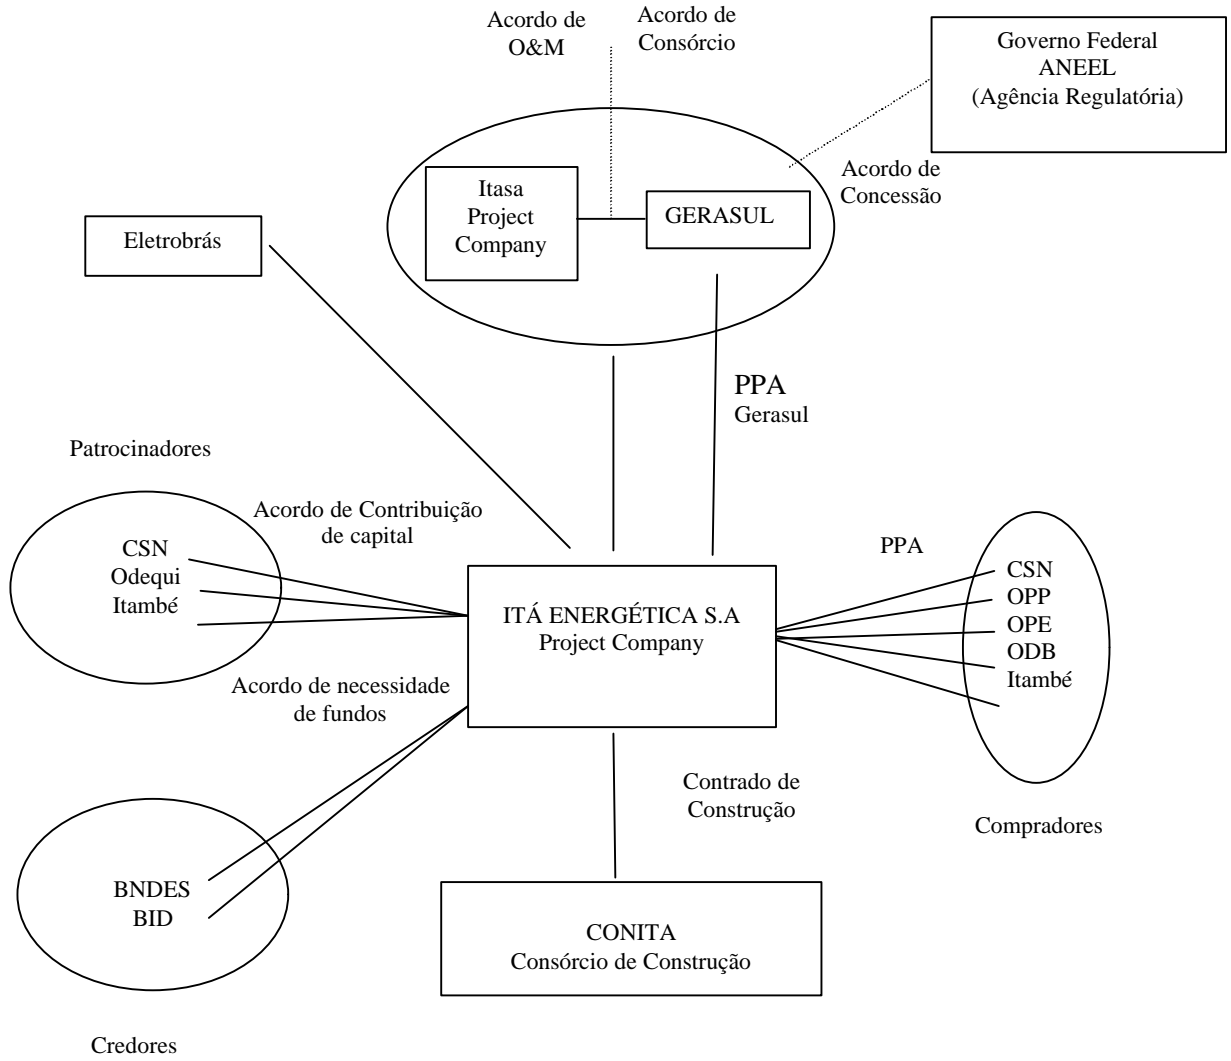 Acordo de
O&M
Acordo de
Consórcio
Governo Federal
ANEEL
(Agência Regulatória)
Acordo de
Concessão
Itasa
Project
Company
GERASUL
Eletrobrás
PPA
Gerasul
Patrocinadores
Acordo de Contribuição
de capital
CSN
Odequi
Itambé
ITÁ ENERGÉTICA S.A
Project Company
PPA
CSN
OPP
OPE
ODB
Itambé
Acordo de necessidade
de fundos
Contrado de
Construção
Compradores
BNDES
BID
CONITA
Consórcio de Construção
Credores